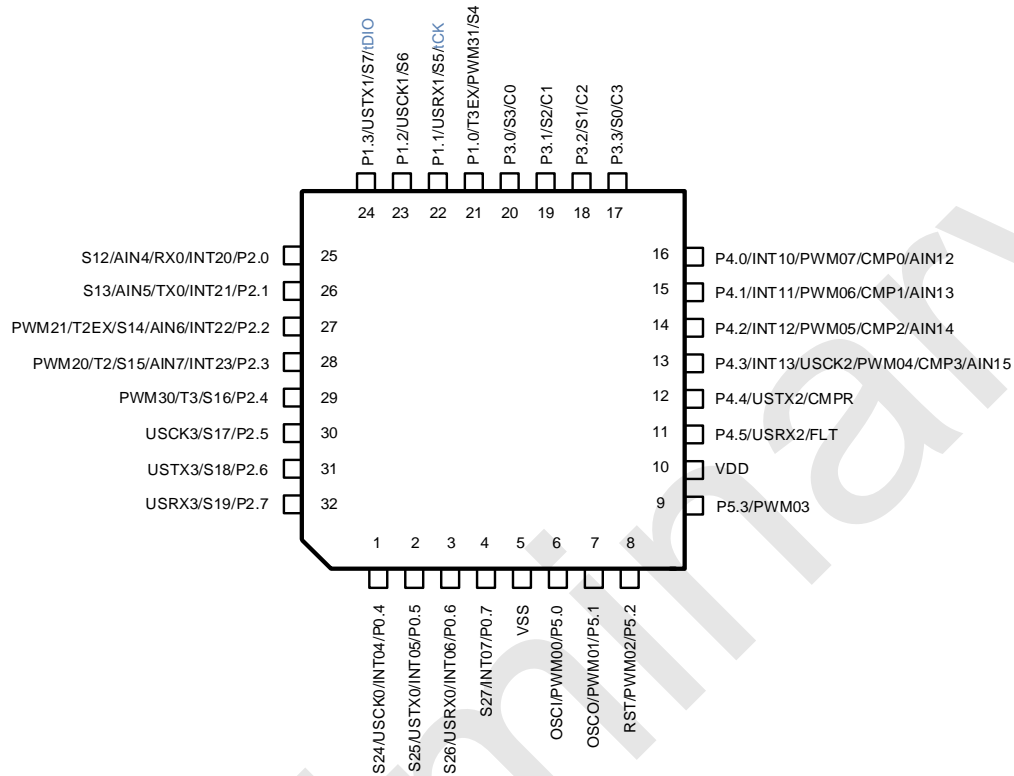 P1.3/USTX1/S7/tDIO
P1.2/USCK1/S6
P1.1/USRX1/S5/tCK
P1.0/T3EX/PWM31/S4
P3.0/S3/C0
P3.1/S2/C1
P3.2/S1/C2
P3.3/S0/C3
24 23 22 21 20 19 18 17
S12/AIN4/RX0/INT20/P2.0 25
S13/AIN5/TX0/INT21/P2.1 26
PWM21/T2EX/S14/AIN6/INT22/P2.2 27
PWM20/T2/S15/AIN7/INT23/P2.3 28
PWM30/T3/S16/P2.4 29
USCK3/S17/P2.5 30
USTX3/S18/P2.6 31
USRX3/S19/P2.7 32
16 P4.0/INT10/PWM07/CMP0/AIN12
15 P4.1/INT11/PWM06/CMP1/AIN13
14 P4.2/INT12/PWM05/CMP2/AIN14
13 P4.3/INT13/USCK2/PWM04/CMP3/AIN15
12 P4.4/USTX2/CMPR
11 P4.5/USRX2/FLT
10 VDD
9 P5.3/PWM03
1 2 3 4 5 6 7 8
S24/USCK0/INT04/P0.4
S25/USTX0/INT05/P0.5
S26/USRX0/INT06/P0.6
S27/INT07/P0.7
VSS
OSCI/PWM00/P5.0
OSCO/PWM01/P5.1
RST/PWM02/P5.2